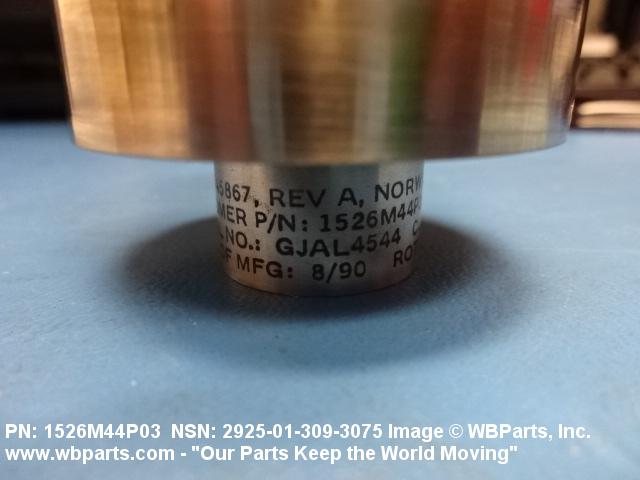 5867, REV A, NORW
MER P/N: 1526M44P
NO.: GJAL4544
F MFG: 8/90 RO
PN: 1526M44P03 NSN: 2925-01-309-3075 Image © WBParts, Inc.
www.wbparts.com - "Our Parts Keep the World Moving"